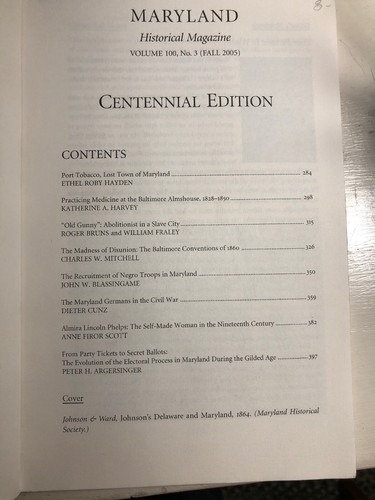 8-
MARYLAND
Historical Magazine
VOLUME 100, No. 3 (FALL 2005)
CENTENNIAL EDITION
CONTENTS
Port Tobacco, Lost Town of Maryland 284
ETHEL ROBY HAYDEN
Practicing Medicine at the Baltimore Almshouse, 1828–1850 298
KATHERINE A. HARVEY
"Old Gunny": Abolitionist in a Slave City 315
ROGER BRUNS and WILLIAM FRALEY
The Madness of Disunion: The Baltimore Conventions of 1860 326
CHARLES W. MITCHELL
The Recruitment of Negro Troops in Maryland 350
JOHN W. BLASSINGAME
The Maryland Germans in the Civil War 359
DIETER CUNZ
Almira Lincoln Phelps: The Self-Made Woman in the Nineteenth Century 382
ANNE FIROR SCOTT
From Party Tickets to Secret Ballots:
The Evolution of the Electoral Process in Maryland During the Gilded Age 397
PETER H. ARGERSINGER
Cover
Johnson & Ward, Johnson's Delaware and Maryland, 1864. (Maryland Historical
Society.)